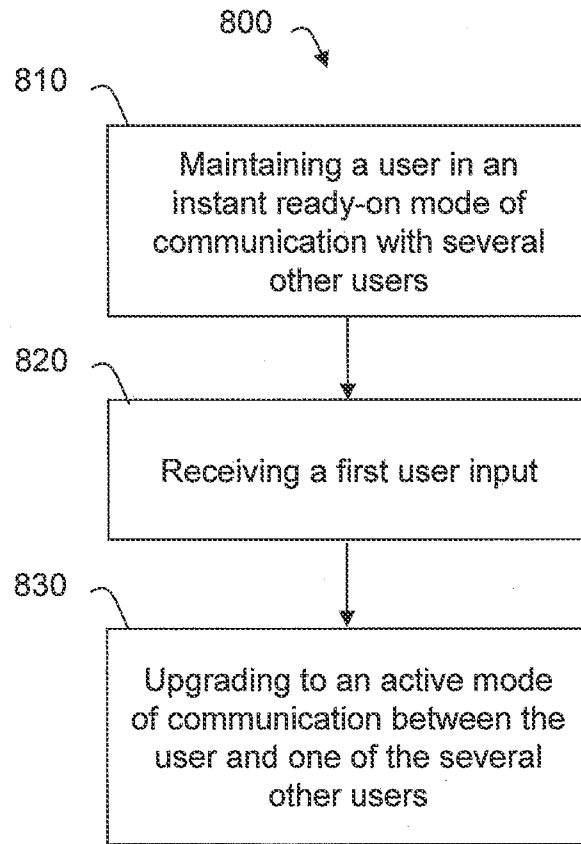 800
810
Maintaining a user in an
instant ready-on mode of
communication with several
other users
820
Receiving a first user input
830
Upgrading to an active mode
of communication between the
user and one of the several
other users